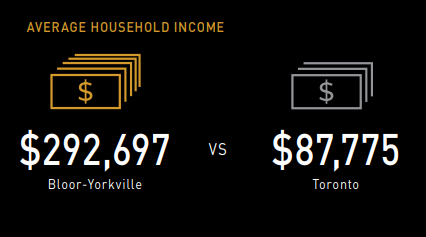 AVERAGE HOUSEHOLD INCOME
$ $
$292,697 VS $87,775
Bloor-Yorkville Toronto